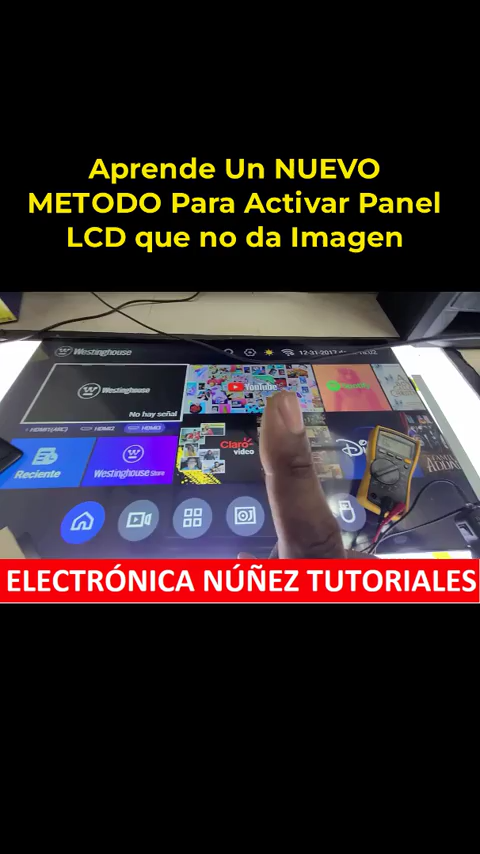 Aprende Un NUEVO
METODO Para Activar Panel
LCD que no da Imagen
Westinghouse
Westinghouse
No hay señal
YouTube
Spotify
HDMI2
HDMI3
Reciente
Westinghouse Store
Claro
video
ELECTRÓNICA NÚÑEZ TUTORIALES